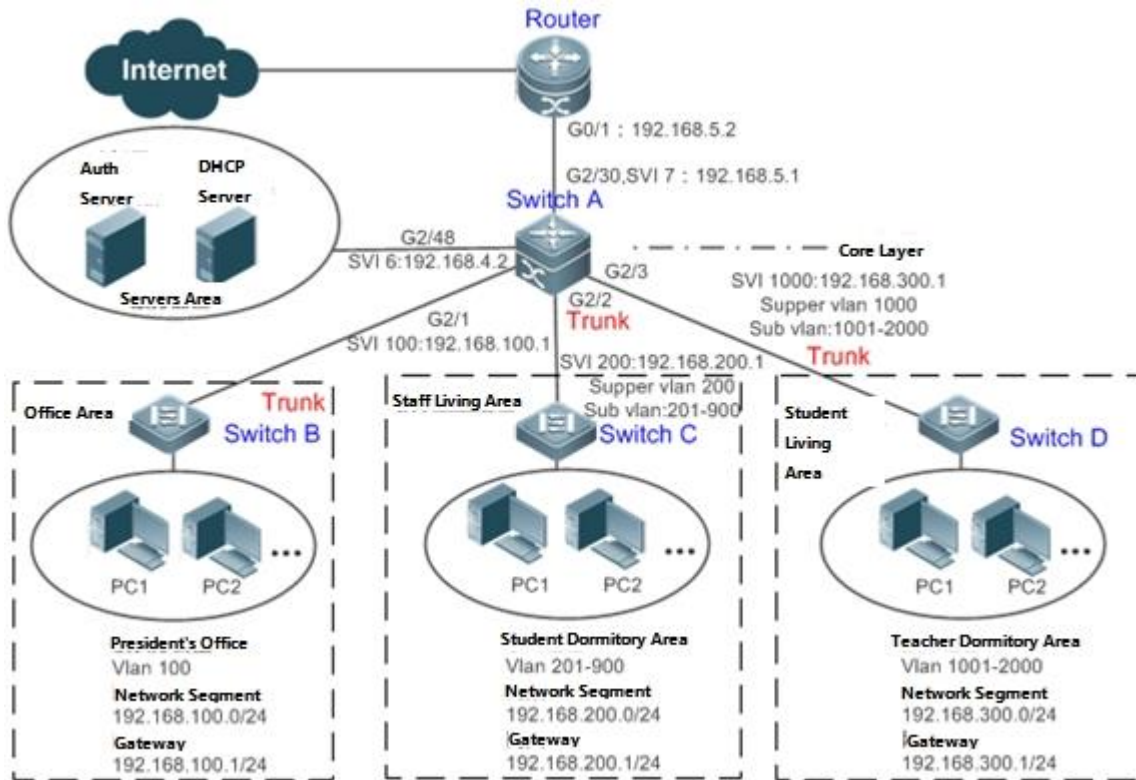 Router
Internet
G0/1 : 192.168.5.2
G2/30,SVI 7 : 192.168.5.1
Switch A
Auth
Server
DHCP
Server
Servers Area
G2/48
SVI 6:192.168.4.2
Core Layer
G2/3
SVI 1000:192.168.300.1
Supper vlan 1000
Sub vlan:1001-2000
Trunk
G2/2
Trunk
G2/1
SVI 100:192.168.100.1
SVI 200:192.168.200.1
Supper vlan 200
Sub vlan:201-900
Office Area
Trunk
Switch B
PC1
PC2
...
President's Office
Vlan 100
Network Segment
192.168.100.0/24
Gateway
192.168.100.1/24
Staff Living Area
Switch C
PC1
PC2
...
Student Dormitory Area
Vlan 201-900
Network Segment
192.168.200.0/24
Gateway
192.168.200.1/24
Student
Living
Area
Switch D
PC1
PC2
...
Teacher Dormitory Area
Vlan 1001-2000
Network Segment
192.168.300.0/24
Gateway
192.168.300.1/24